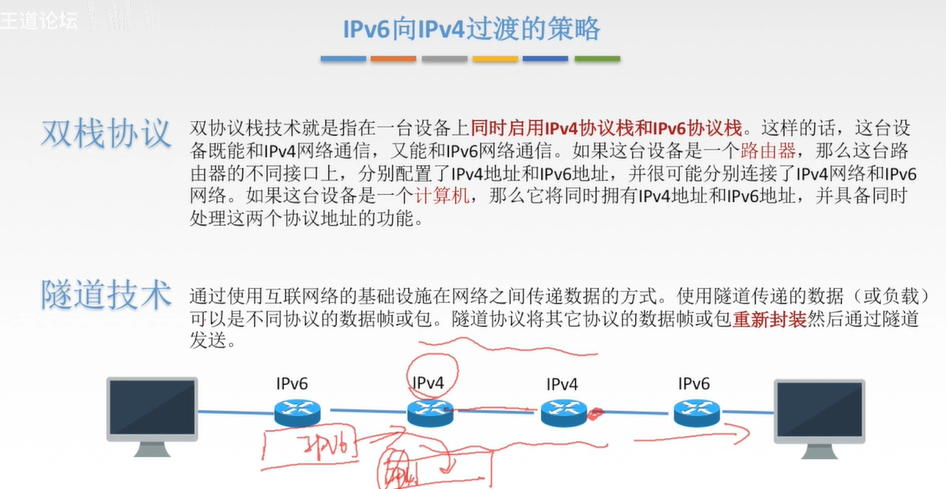 王道论坛
IPv6向IPv4过渡的策略
双栈协议
双协议栈技术就是指在一台设备上同时启用IPv4协议栈和IPv6协议栈。这样的话，这台设
备既能和IPv4网络通信，又能和IPv6网络通信。如果这台设备是一个路由器，那么这台路
由器的不同接口上，分别配置了IPv4地址和IPv6地址，并很可能分别连接了IPv4网络和IPv6
网络。如果这台设备是一个计算机，那么它将同时拥有IPv4地址和IPv6地址，并具备同时
处理这两个协议地址的功能。
隧道技术
通过使用互联网络的基础设施在网络之间传递数据的方式。使用隧道传递的数据（或负载）
可以是不同协议的数据帧或包。隧道协议将其它协议的数据帧或包重新封装然后通过隧道
发送。
IPv6 IPv4 IPv4 IPv6
IPV6